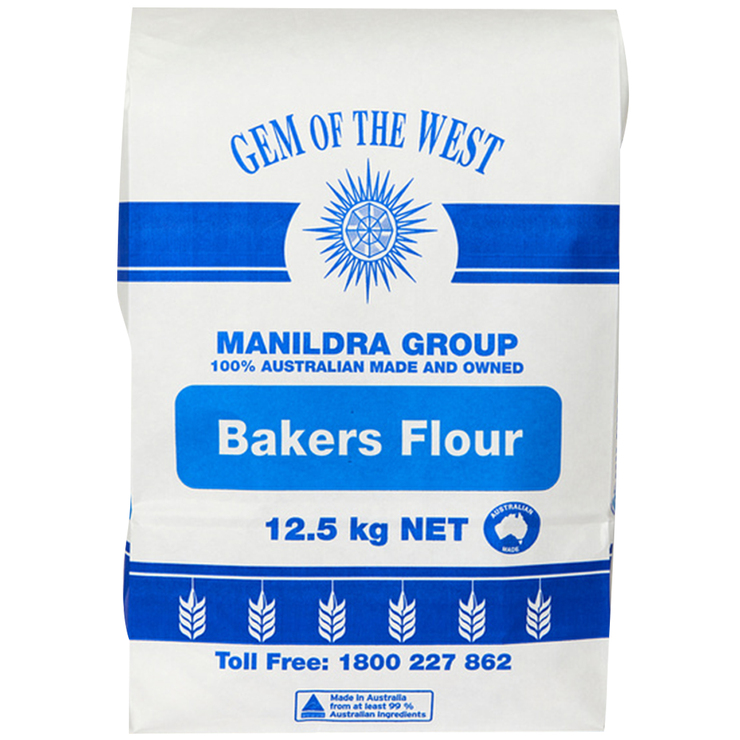 GEM OF THE WEST
MANILDRA GROUP
100% AUSTRALIAN MADE AND OWNED
Bakers Flour
12.5 kg NET
AUSTRALIAN
MADE
Toll Free: 1800 227 862
Made in Australia
from at least 99 %
Australian Ingredients